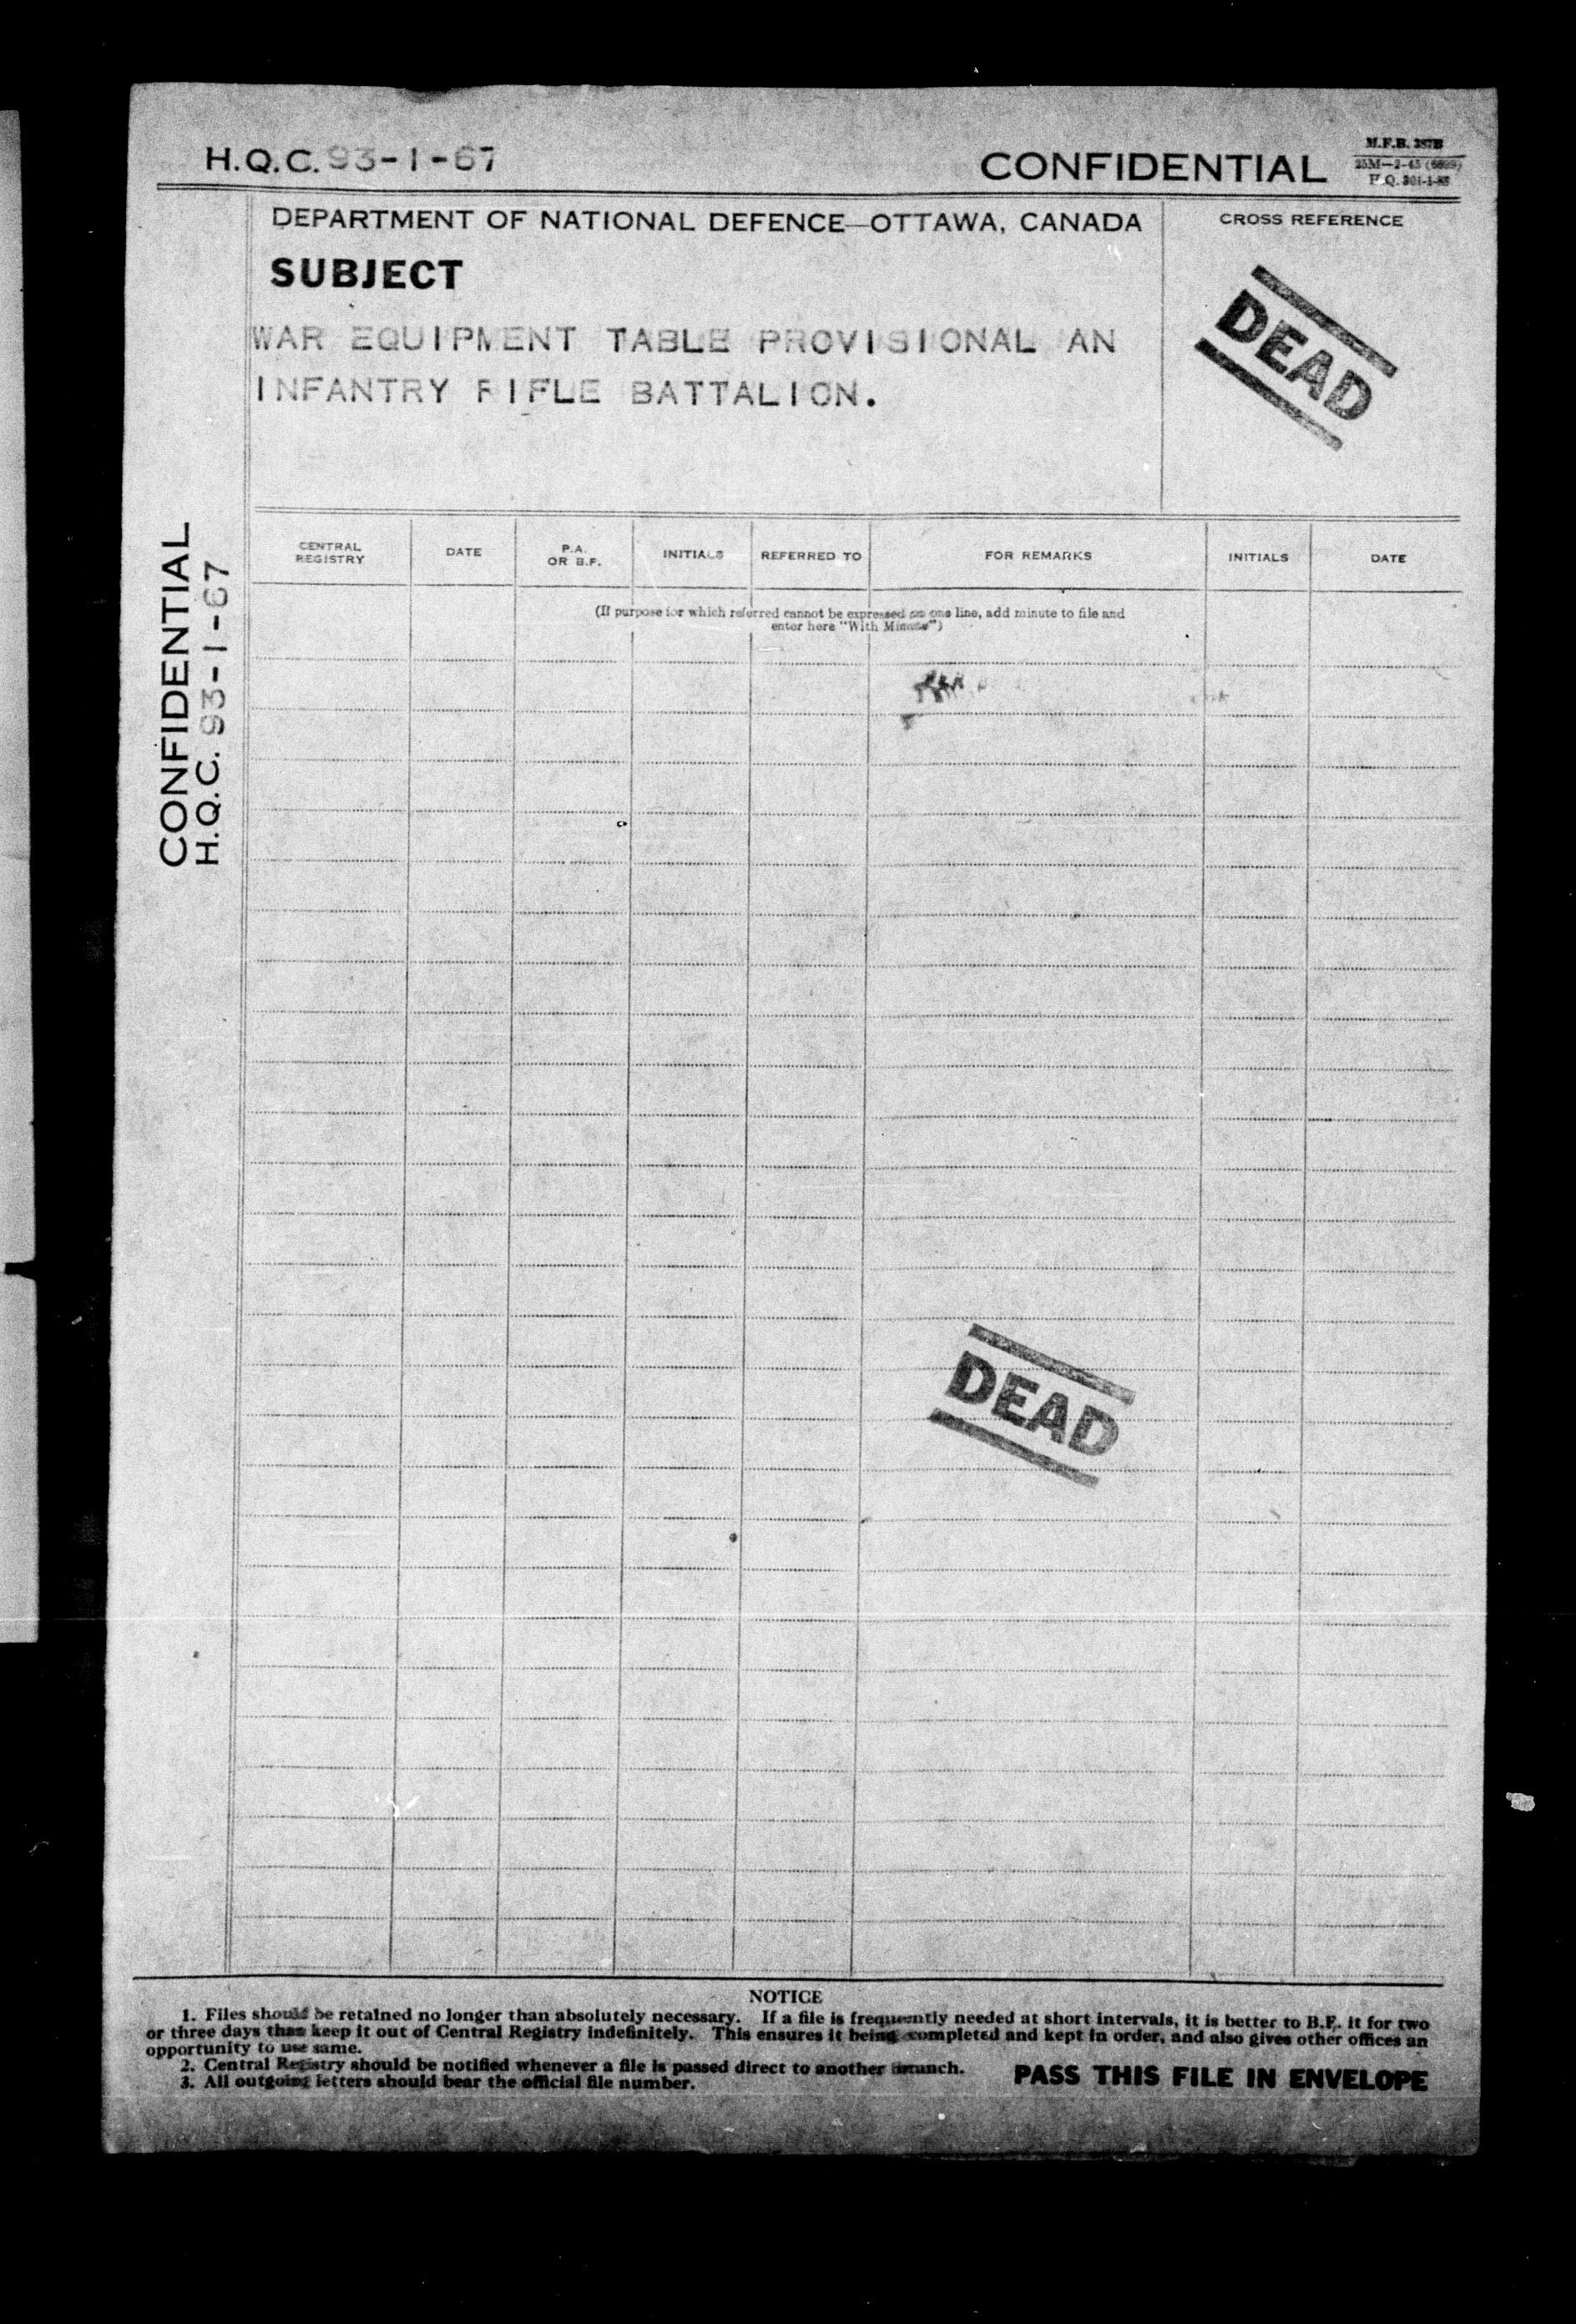 H.Q.C. 93-1-67
CONFIDENTIAL
M.F.B. 387B
25M—2-43 (6699)
H.Q. 301-1-83
DEPARTMENT OF NATIONAL DEFENCE—OTTAWA, CANADA
CROSS REFERENCE
SUBJECT
WAR EQUIPMENT TABLE PROVISIONAL AN
INFANTRY RIFLE BATTALION.
DEAD
CONFIDENTIAL
H.Q.C. 93-1-67
CENTRAL REGISTRY DATE P.A. OR B.F. INITIALS REFERRED TO FOR REMARKS INITIALS DATE
(If purpose for which referred cannot be expressed on one line, add minute to file and
enter here "With Minute")
DEAD
NOTICE
1. Files should be retained no longer than absolutely necessary. If a file is frequently needed at short intervals, it is better to B.F. it for two
or three days than keep it out of Central Registry indefinitely. This ensures it being completed and kept in order, and also gives other offices an
opportunity to use same.
2. Central Registry should be notified whenever a file is passed direct to another branch.
3. All outgoing letters should bear the official file number.
PASS THIS FILE IN ENVELOPE